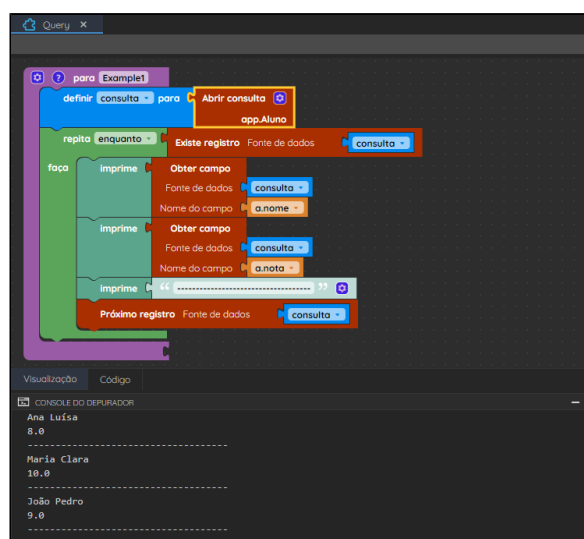 Query ×
? para Example1
definir consulta para Abrir consulta
app.Aluno
repita enquanto Existe registro Fonte de dados consulta
faça imprime Obter campo
Fonte de dados consulta
Nome do campo a.nome
imprime Obter campo
Fonte de dados consulta
Nome do campo a.nota
imprime “ ----------------------------------- ”
Próximo registro Fonte de dados consulta
Visualização Código
CONSOLE DO DEPURADOR
Ana Luísa
8.0
-----------------------------------
Maria Clara
10.0
-----------------------------------
João Pedro
9.0
-----------------------------------